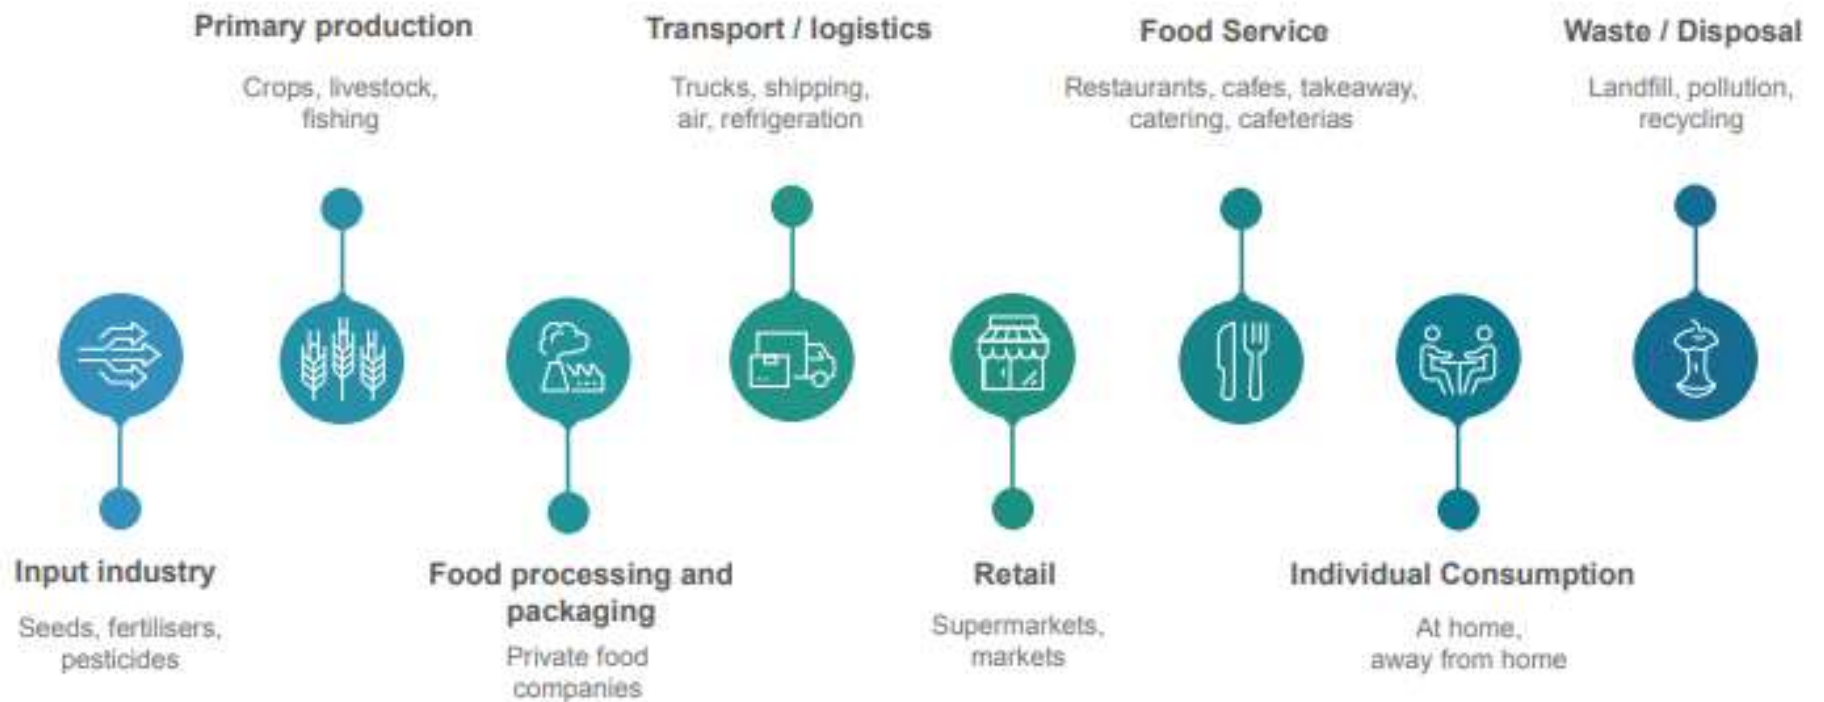 Primary production
Crops, livestock,
fishing
Transport / logistics
Trucks, shipping,
air, refrigeration
Food Service
Restaurants, cafes, takeaway,
catering, cafeterias
Waste / Disposal
Landfill, pollution,
recycling
Input industry
Seeds, fertilisers,
pesticides
Food processing and
packaging
Private food
companies
Retail
Supermarkets,
markets
Individual Consumption
At home,
away from home